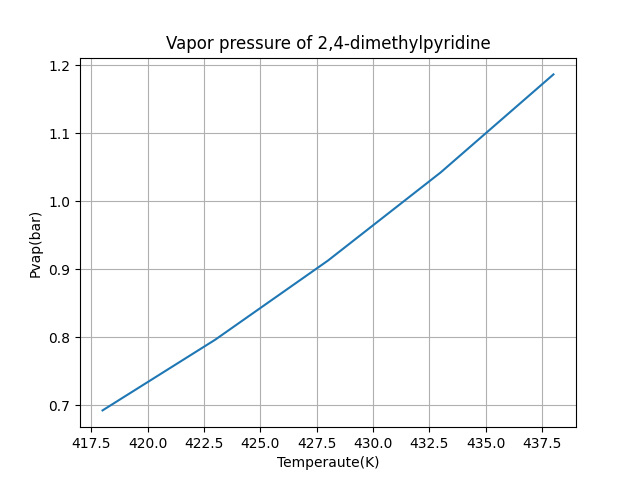 Vapor pressure of 2,4-dimethylpyridine
1.2
1.1
1.0
0.9
0.8
0.7
Pvap(bar)
417.5 420.0 422.5 425.0 427.5 430.0 432.5 435.0 437.5
Temperaute(K)